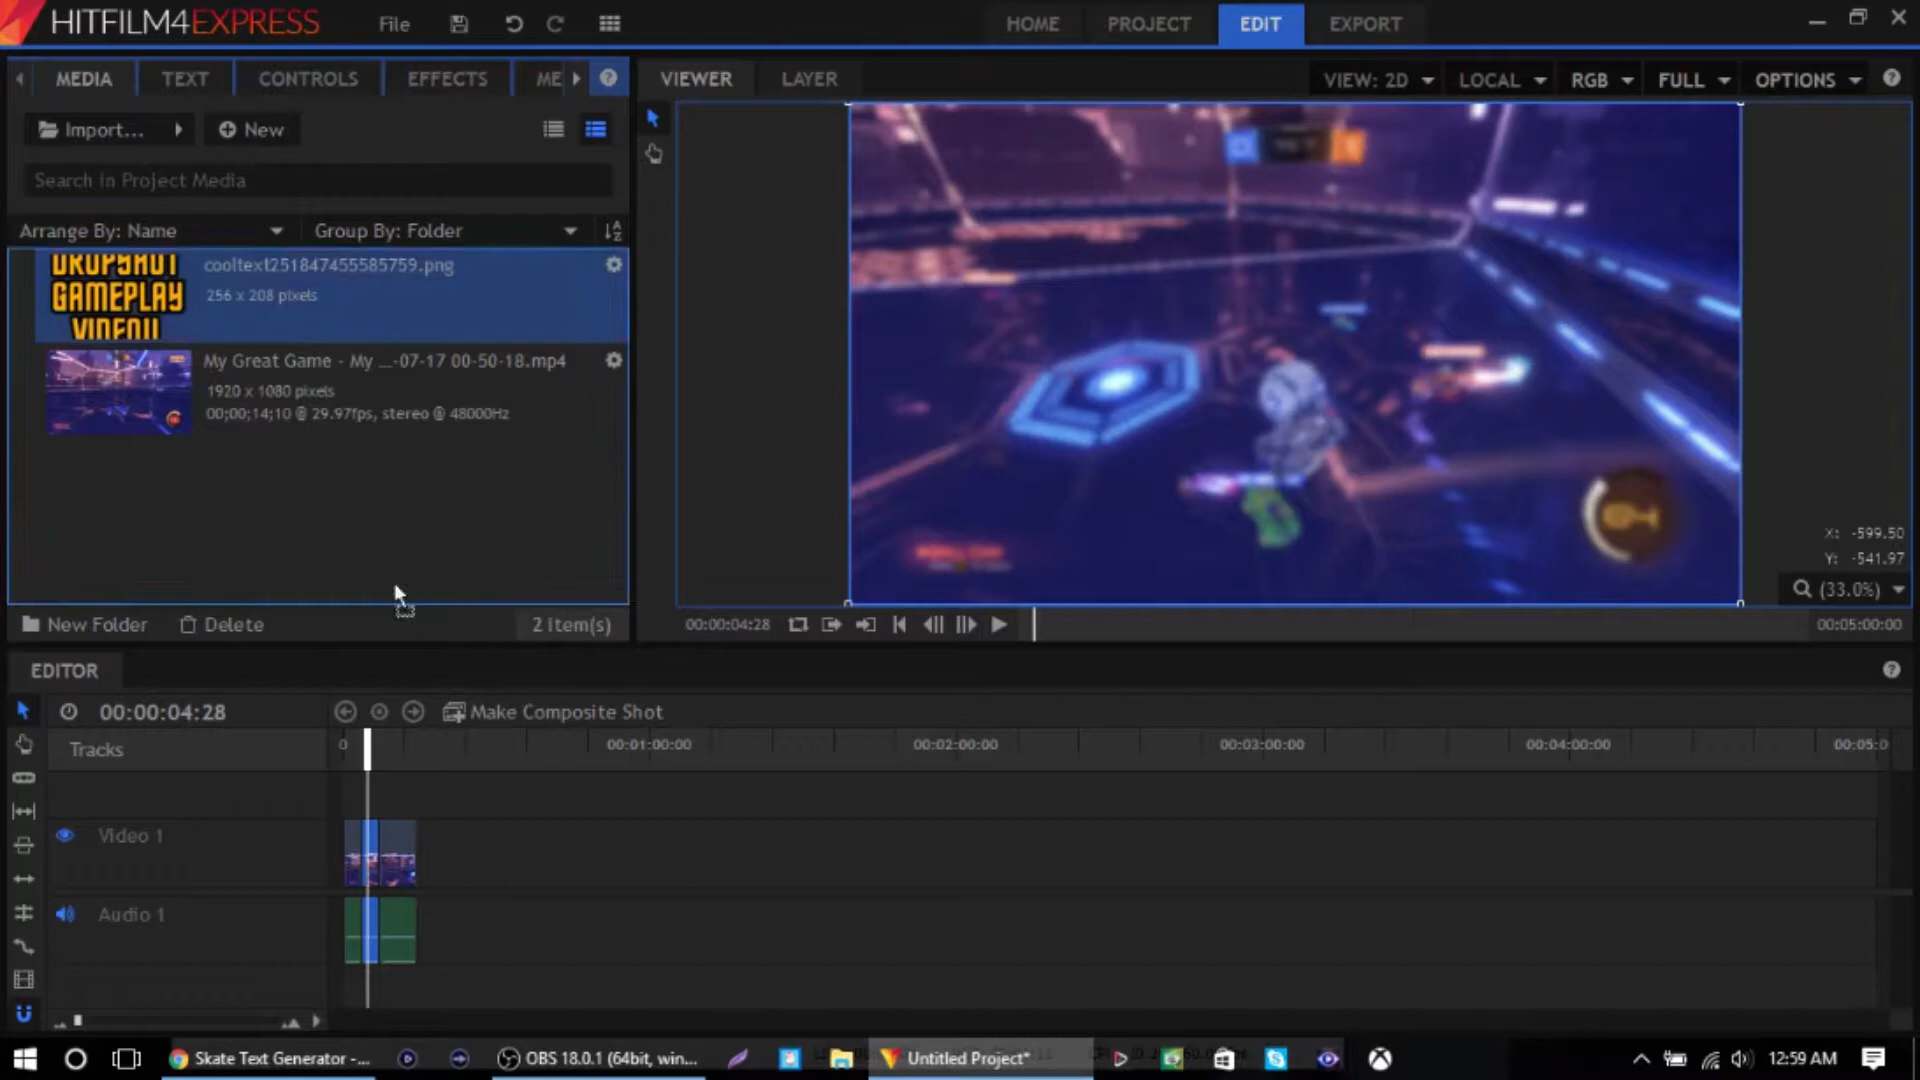 HITFILM4EXPRESS
File
HOME
PROJECT
EDIT
EXPORT
MEDIA
TEXT
CONTROLS
EFFECTS
ME
?
VIEWER
LAYER
VIEW: 2D
LOCAL
RGB
FULL
OPTIONS
?
Import...
New
Search in Project Media
Arrange By: Name
Group By: Folder
DROPSHOT
GAMEPLAY
VIDEO!!
cooltext251847455585759.png
256 x 208 pixels
My Great Game - My ...-07-17 00-50-18.mp4
1920 x 1080 pixels
00;00;14;10 @ 29.97fps, stereo @ 48000Hz
X: -599.50
Y: -541.97
(33.0%)
New Folder
Delete
2 item(s)
00:00:04:28
00:05:00:00
EDITOR
?
00:00:04:28
Make Composite Shot
Tracks
0
00:01:00:00
00:02:00:00
00:03:00:00
00:04:00:00
00:05:0
Video 1
Audio 1
Skate Text Generator -...
OBS 18.0.1 (64bit, win...
Untitled Project*
12:59 AM